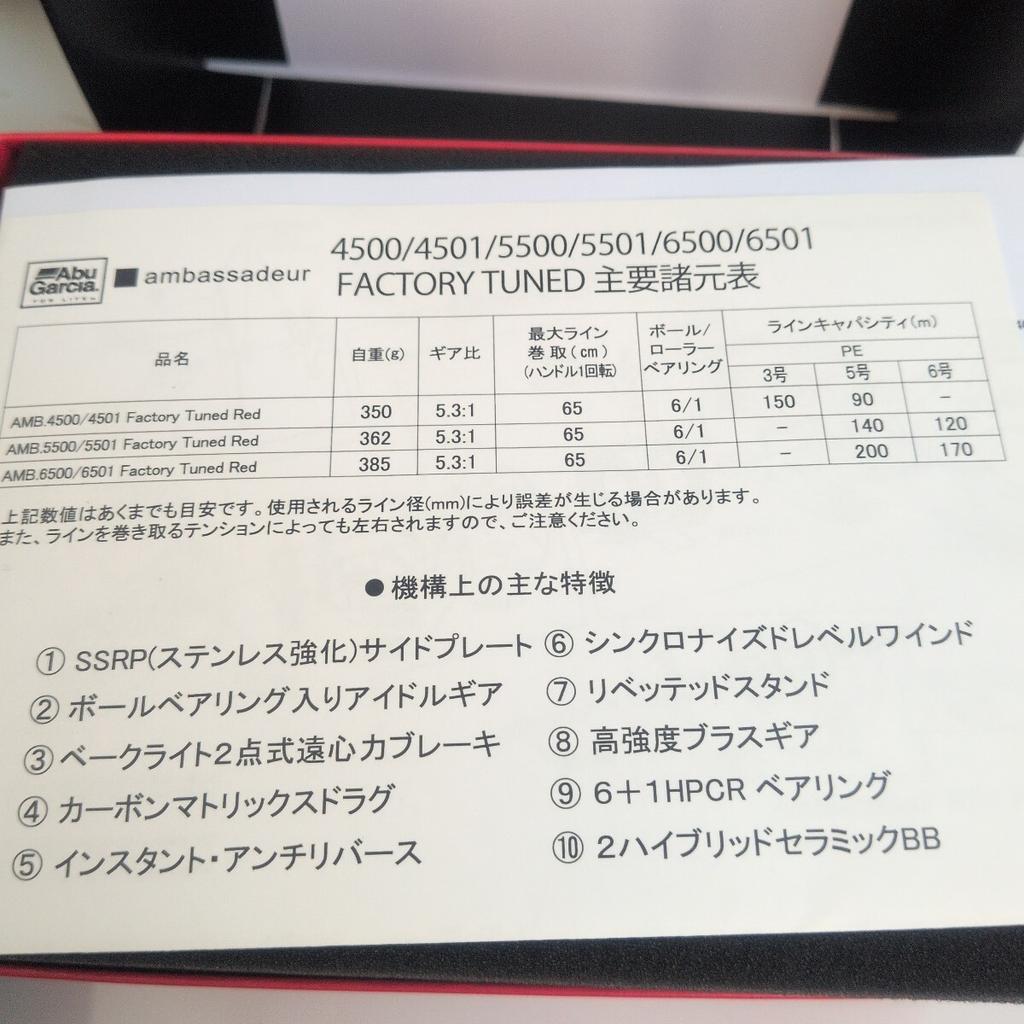 4500/4501/5500/5501/6500/6501
Abu Garcia.
FOR LIFE
ambassadeur
FACTORY TUNED 主要諸元表
品名 自重(g) ギア比 最大ライン巻取(cm)(ハンドル1回転) ボール/ローラーベアリング ラインキャパシティ(m)
PE
3号 5号 6号
AMB.4500/4501 Factory Tuned Red 350 5.3:1 65 6/1 150 90 −
AMB.5500/5501 Factory Tuned Red 362 5.3:1 65 6/1 − 140 120
AMB.6500/6501 Factory Tuned Red 385 5.3:1 65 6/1 − 200 170
上記数値はあくまでも目安です。使用されるライン径(mm)により誤差が生じる場合があります。
また、ラインを巻き取るテンションによっても左右されますので、ご注意ください。
●機構上の主な特徴
① SSRP(ステンレス強化)サイドプレート
② ボールベアリング入りアイドルギア
③ ベークライト2点式遠心力ブレーキ
④ カーボンマトリックスドラグ
⑤ インスタント・アンチリバース
⑥ シンクロナイズドレベルワインド
⑦ リベッテッドスタンド
⑧ 高強度ブラスギア
⑨ 6+1HPCR ベアリング
⑩ 2ハイブリッドセラミックBB